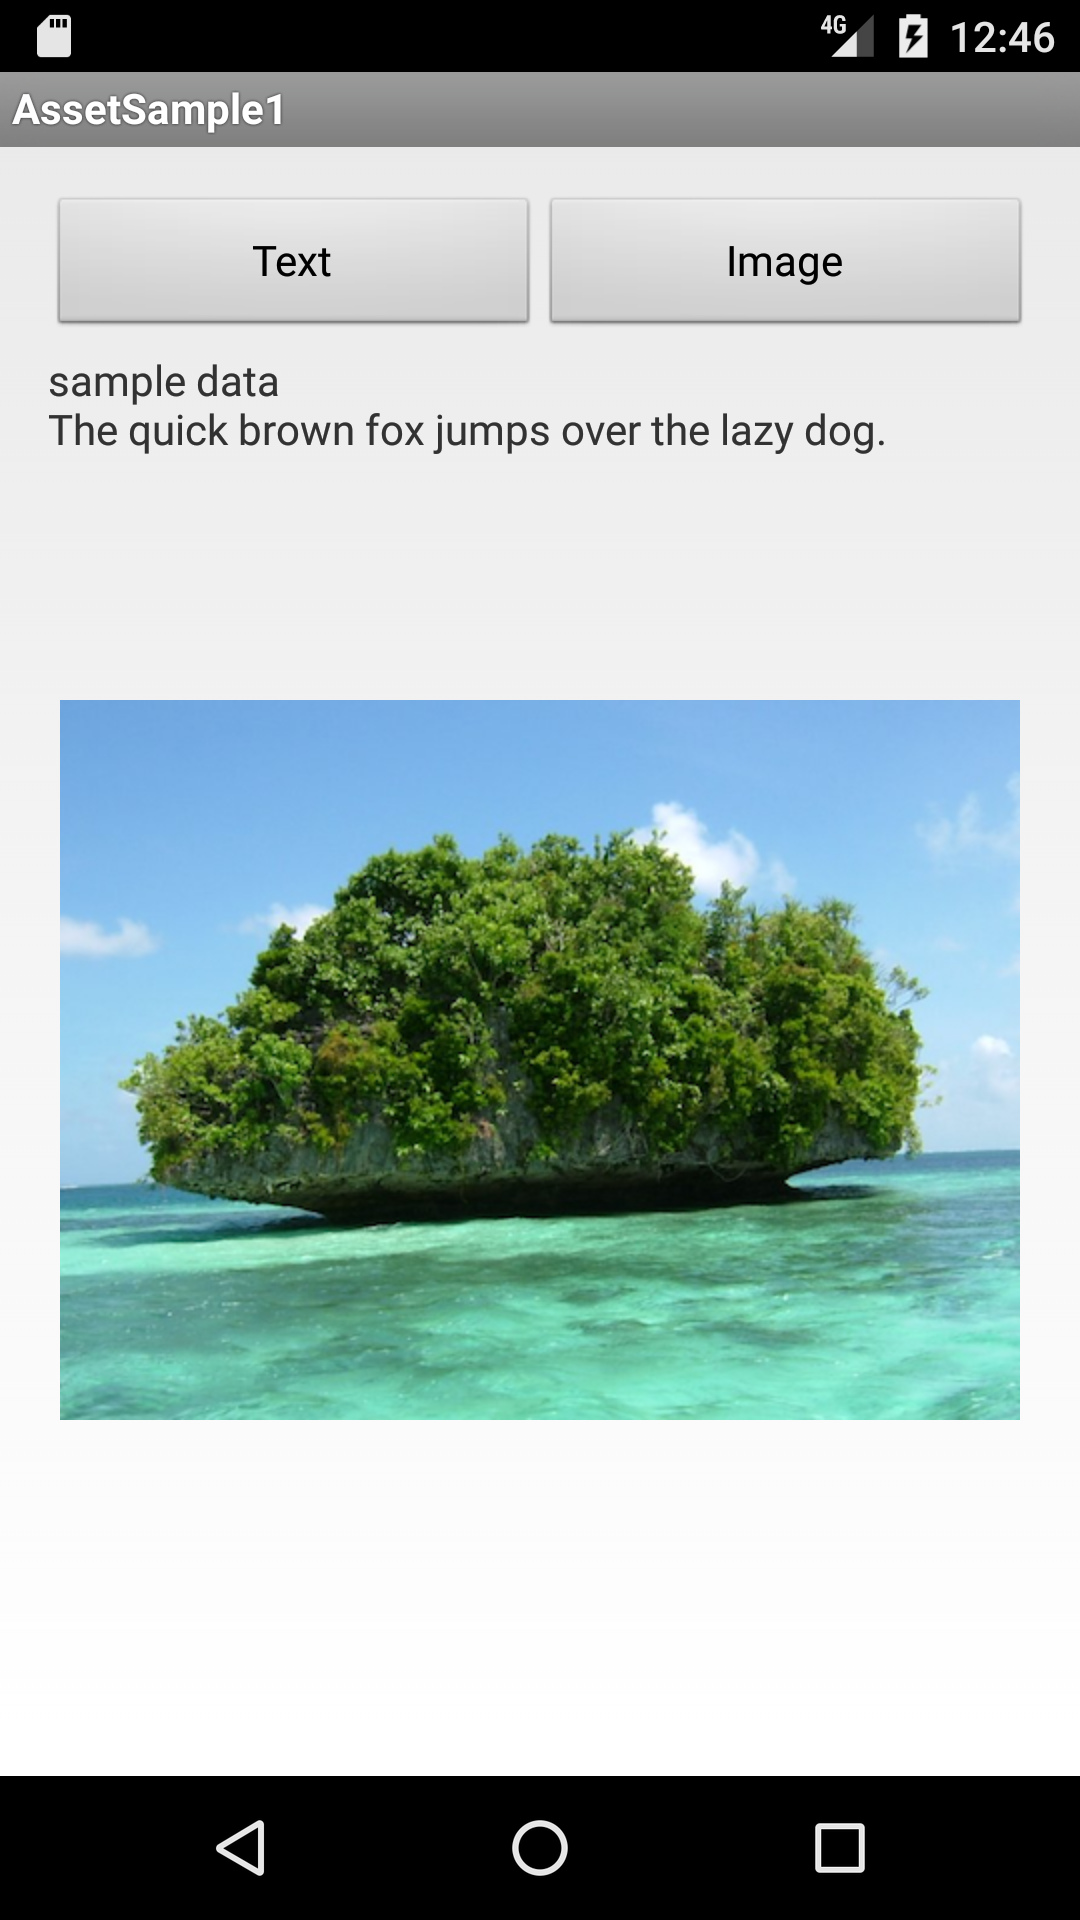 4G 12:46
AssetSample1
Text Image
sample data
The quick brown fox jumps over the lazy dog.